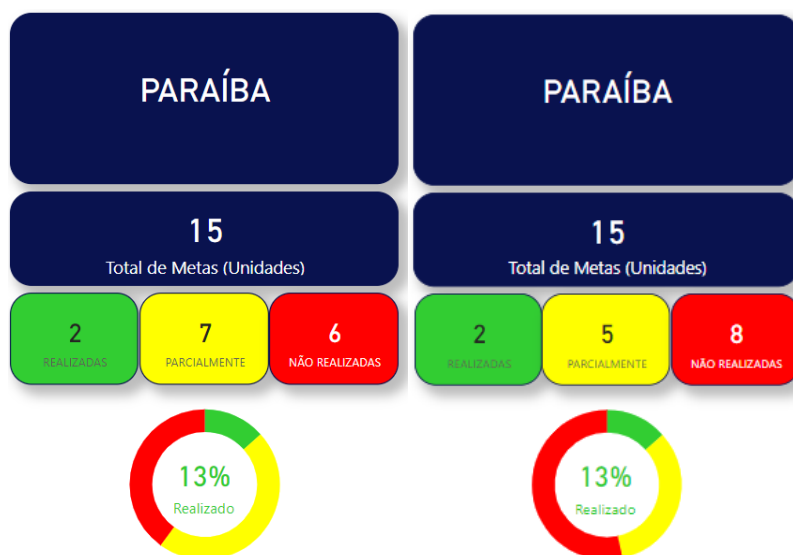 PARAÍBA
15
Total de Metas (Unidades)
2
REALIZADAS
7
PARCIALMENTE
6
NÃO REALIZADAS
13%
Realizado
PARAÍBA
15
Total de Metas (Unidades)
2
REALIZADAS
5
PARCIALMENTE
8
NÃO REALIZADAS
13%
Realizado